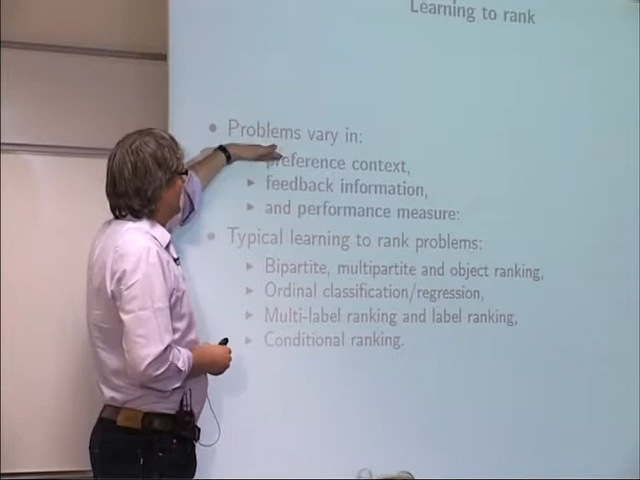 Learning to rank
Problems vary in:
preference context,
feedback information,
and performance measure:
Typical learning to rank problems:
Bipartite, multipartite and object ranking,
Ordinal classification/regression,
Multi-label ranking and label ranking,
Conditional ranking.